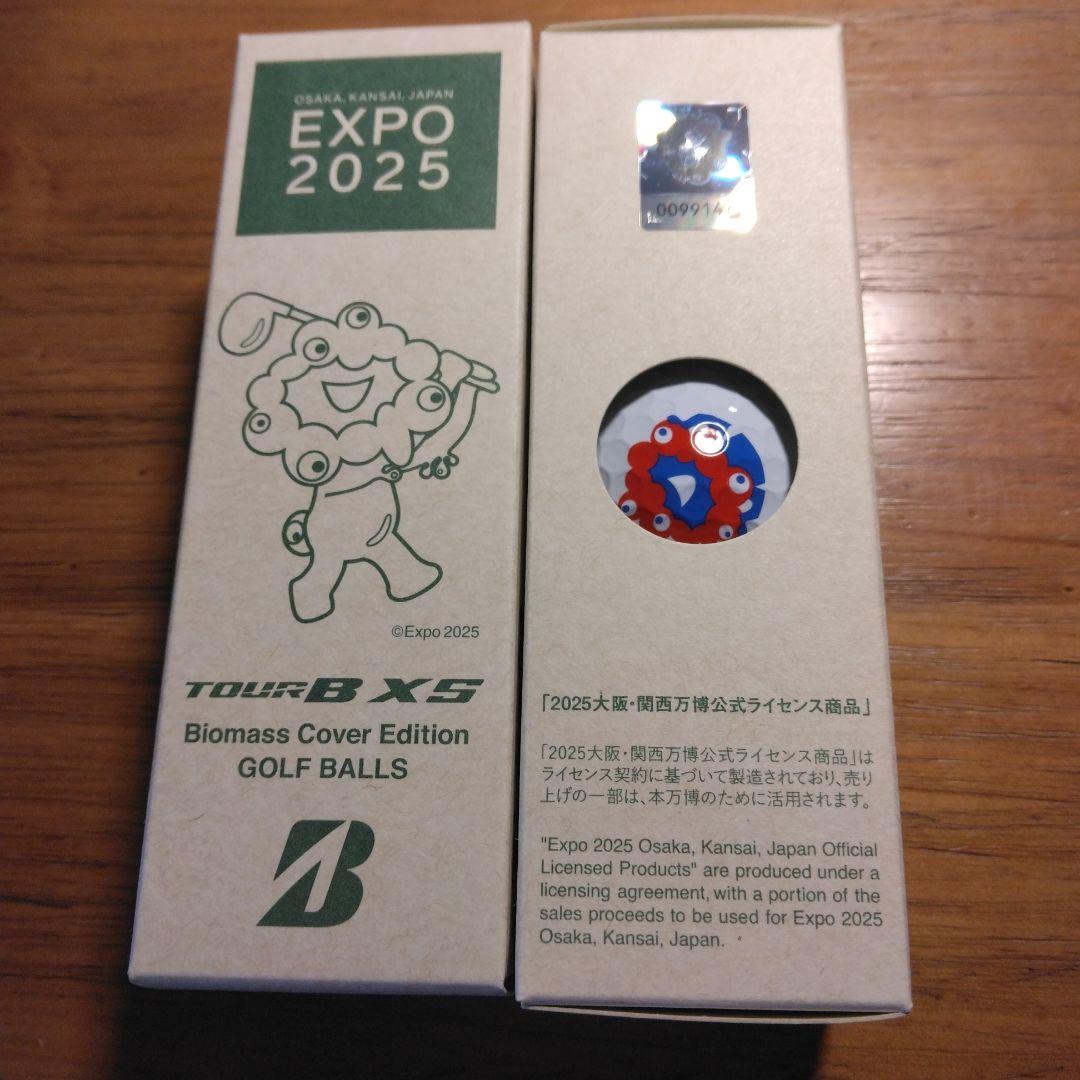 OSAKA, KANSAI, JAPAN
EXPO
2025
©Expo 2025
TOUR B XS
Biomass Cover Edition
GOLF BALLS
B
「2025大阪・関西万博公式ライセンス商品」
「2025大阪・関西万博公式ライセンス商品」は
ライセンス契約に基づいて製造されており、売り
上げの一部は、本万博のために活用されます。
"Expo 2025 Osaka, Kansai, Japan Official
Licensed Products" are produced under a
licensing agreement, with a portion of the
sales proceeds to be used for Expo 2025
Osaka, Kansai, Japan.